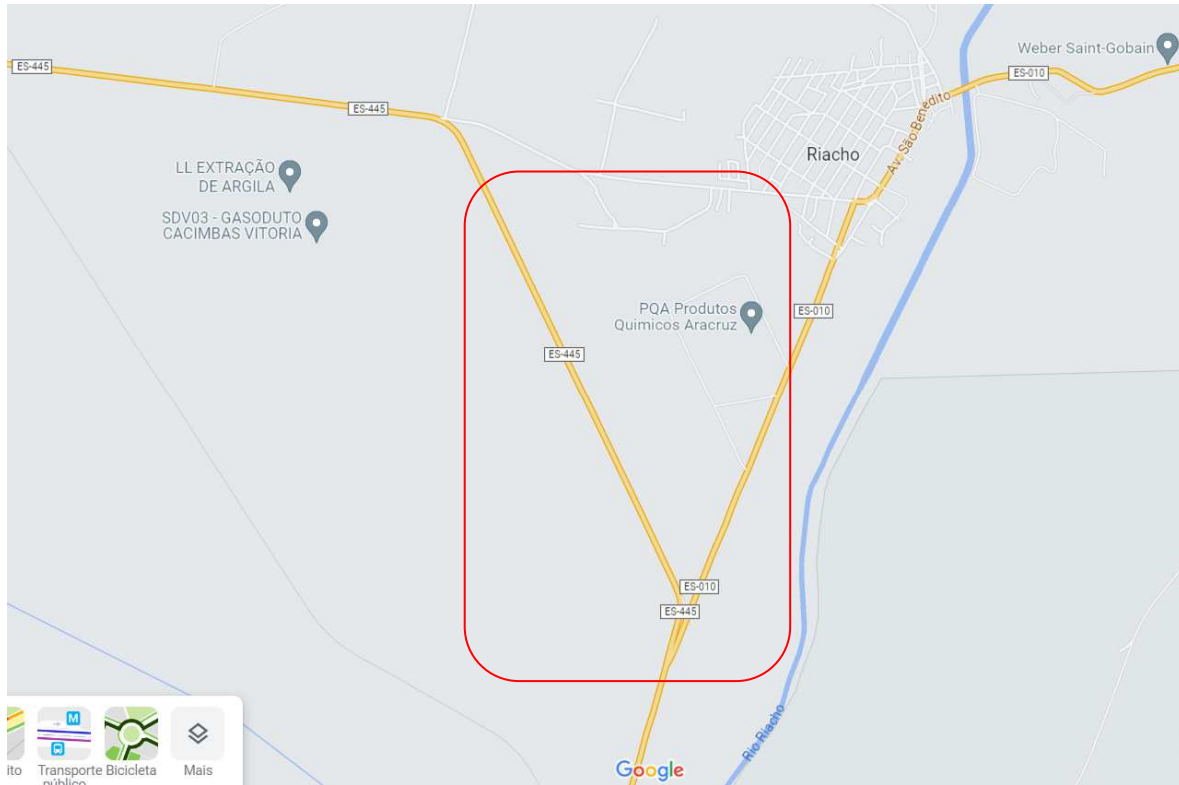 Weber Saint-Gobain
ES-445
ES-010
ES-445
Av. São Benedito
Riacho
LL EXTRAÇÃO
DE ARGILA
SDV03 - GASODUTO
CACIMBAS VITORIA
PQA Produtos
Quimicos Aracruz
ES-010
ES-445
ES-010
ES-445
Rio Riacho
M
ito
Transporte
público
Bicicleta
Mais
Google